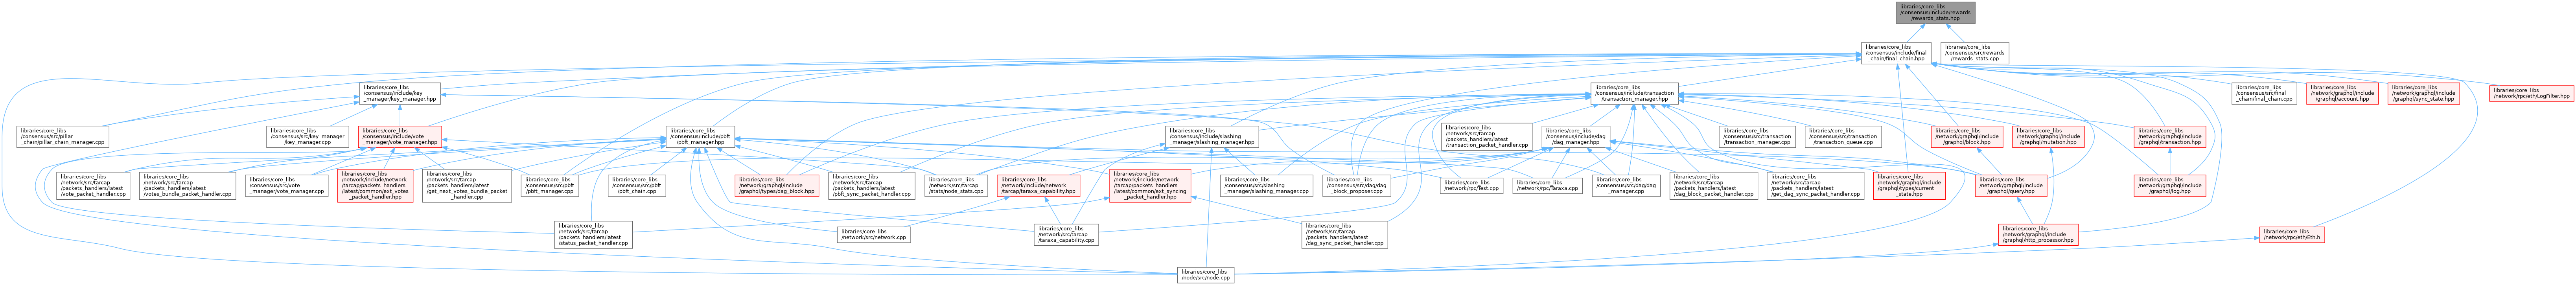 libraries/core_libs
/consensus/include/rewards
/rewards_stats.hpp
libraries/core_libs
/consensus/include/final
_chain/final_chain.hpp
libraries/core_libs
/consensus/src/rewards
/rewards_stats.cpp
libraries/core_libs
/consensus/include/key
_manager/key_manager.hpp
libraries/core_libs
/consensus/include/transaction
/transaction_manager.hpp
libraries/core_libs
/consensus/src/final
_chain/final_chain.cpp
libraries/core_libs
/network/graphql/include
/graphql/account.hpp
libraries/core_libs
/network/graphql/include
/graphql/sync_state.hpp
libraries/core_libs
/network/rpc/eth/LogFilter.hpp
libraries/core_libs
/consensus/src/pillar
_chain/pillar_chain_manager.cpp
libraries/core_libs
/consensus/src/key_manager
/key_manager.cpp
libraries/core_libs
/consensus/include/vote
_manager/vote_manager.hpp
libraries/core_libs
/consensus/include/pbft
/pbft_manager.hpp
libraries/core_libs
/consensus/include/slashing
_manager/slashing_manager.hpp
libraries/core_libs
/network/src/tarcap
/packets_handlers/latest
/transaction_packet_handler.cpp
libraries/core_libs
/consensus/include/dag
/dag_manager.hpp
libraries/core_libs
/consensus/src/transaction
/transaction_manager.cpp
libraries/core_libs
/consensus/src/transaction
/transaction_queue.cpp
libraries/core_libs
/network/graphql/include
/graphql/block.hpp
libraries/core_libs
/network/graphql/include
/graphql/mutation.hpp
libraries/core_libs
/network/graphql/include
/graphql/transaction.hpp
libraries/core_libs
/network/src/tarcap
/packets_handlers/latest
/vote_packet_handler.cpp
libraries/core_libs
/network/src/tarcap
/packets_handlers/latest
/votes_bundle_packet_handler.cpp
libraries/core_libs
/consensus/src/vote
_manager/vote_manager.cpp
libraries/core_libs
/network/include/network
/tarcap/packets_handlers
/latest/common/ext_votes
_packet_handler.hpp
libraries/core_libs
/network/src/tarcap
/packets_handlers/latest
/get_next_votes_bundle_packet
_handler.cpp
libraries/core_libs
/consensus/src/pbft
/pbft_manager.cpp
libraries/core_libs
/consensus/src/pbft
/pbft_chain.cpp
libraries/core_libs
/network/graphql/include
/graphql/types/dag_block.hpp
libraries/core_libs
/network/src/tarcap
/packets_handlers/latest
/pbft_sync_packet_handler.cpp
libraries/core_libs
/network/src/tarcap
/stats/node_stats.cpp
libraries/core_libs
/network/include/network
/tarcap/taraxa_capability.hpp
libraries/core_libs
/network/include/network
/tarcap/packets_handlers
/latest/common/ext_syncing
_packet_handler.hpp
libraries/core_libs
/consensus/src/slashing
_manager/slashing_manager.cpp
libraries/core_libs
/consensus/src/dag/dag
_block_proposer.cpp
libraries/core_libs
/network/rpc/Test.cpp
libraries/core_libs
/network/rpc/Taraxa.cpp
libraries/core_libs
/consensus/src/dag/dag
_manager.cpp
libraries/core_libs
/network/src/tarcap
/packets_handlers/latest
/dag_block_packet_handler.cpp
libraries/core_libs
/network/src/tarcap
/packets_handlers/latest
/get_dag_sync_packet_handler.cpp
libraries/core_libs
/network/graphql/include
/graphql/types/current
_state.hpp
libraries/core_libs
/network/graphql/include
/graphql/query.hpp
libraries/core_libs
/network/graphql/include
/graphql/log.hpp
libraries/core_libs
/network/src/tarcap
/packets_handlers/latest
/status_packet_handler.cpp
libraries/core_libs
/network/src/network.cpp
libraries/core_libs
/network/src/tarcap
/taraxa_capability.cpp
libraries/core_libs
/network/src/tarcap
/packets_handlers/latest
/dag_sync_packet_handler.cpp
libraries/core_libs
/network/graphql/include
/graphql/http_processor.hpp
libraries/core_libs
/network/rpc/eth/Eth.h
libraries/core_libs
/node/src/node.cpp